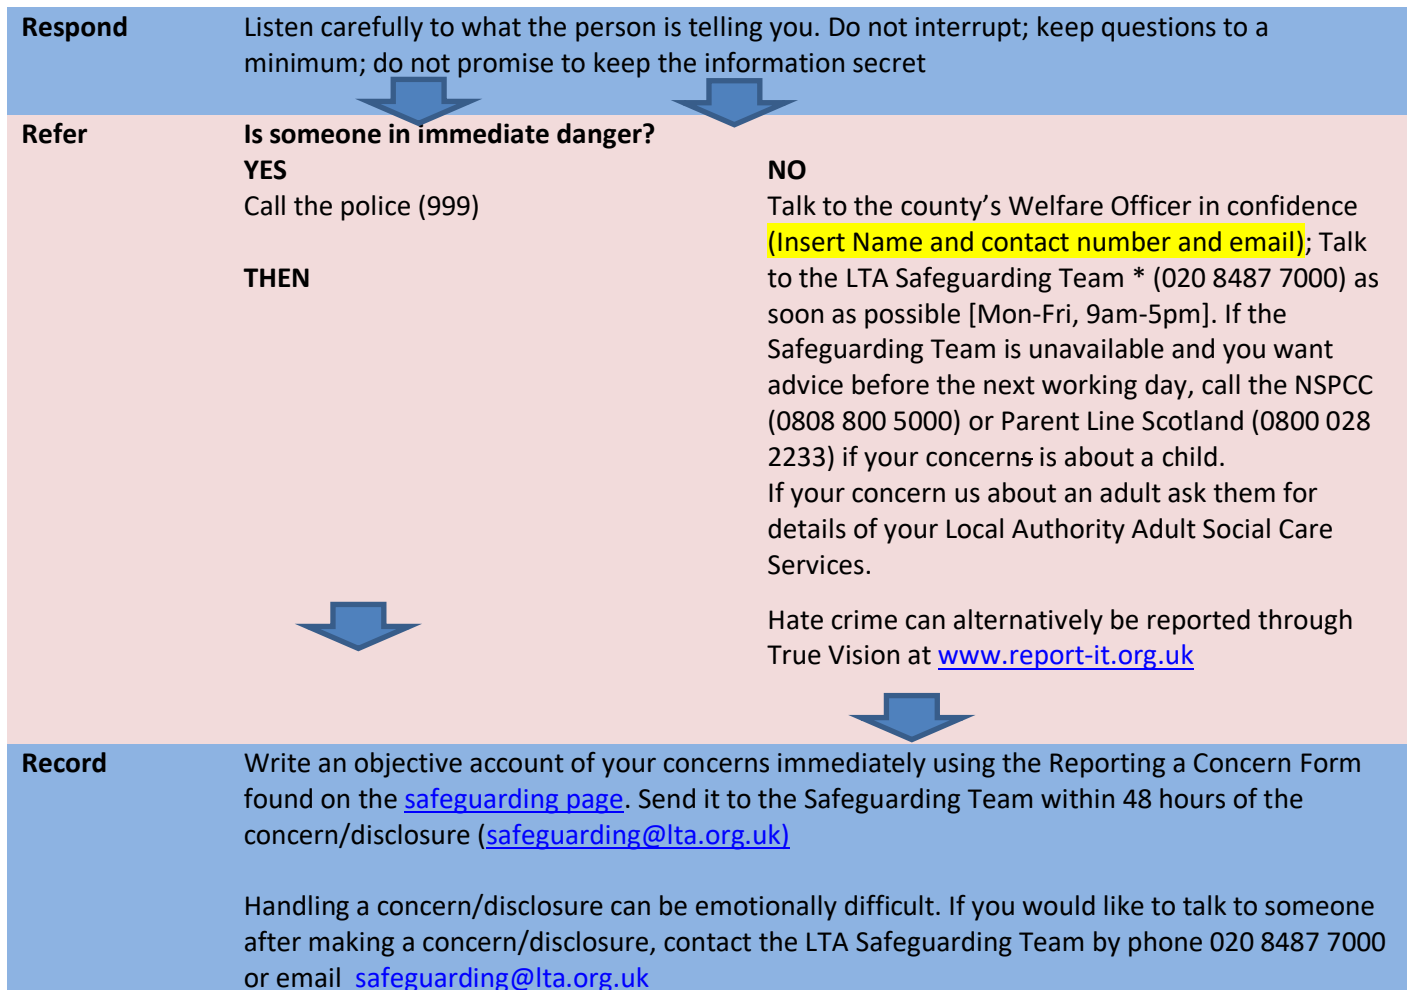 Respond
Listen carefully to what the person is telling you. Do not interrupt; keep questions to a
minimum; do not promise to keep the information secret
Refer
Is someone in immediate danger?
YES
Call the police (999)
THEN
NO
Talk to the county’s Welfare Officer in confidence
(Insert Name and contact number and email); Talk
to the LTA Safeguarding Team * (020 8487 7000) as
soon as possible [Mon-Fri, 9am-5pm]. If the
Safeguarding Team is unavailable and you want
advice before the next working day, call the NSPCC
(0808 800 5000) or Parent Line Scotland (0800 028
2233) if your concerns is about a child.
If your concern us about an adult ask them for
details of your Local Authority Adult Social Care
Services.
Hate crime can alternatively be reported through
True Vision at www.report-it.org.uk
Record
Write an objective account of your concerns immediately using the Reporting a Concern Form
found on the safeguarding page. Send it to the Safeguarding Team within 48 hours of the
concern/disclosure (safeguarding@lta.org.uk)
Handling a concern/disclosure can be emotionally difficult. If you would like to talk to someone
after making a concern/disclosure, contact the LTA Safeguarding Team by phone 020 8487 7000
or email  safeguarding@lta.org.uk